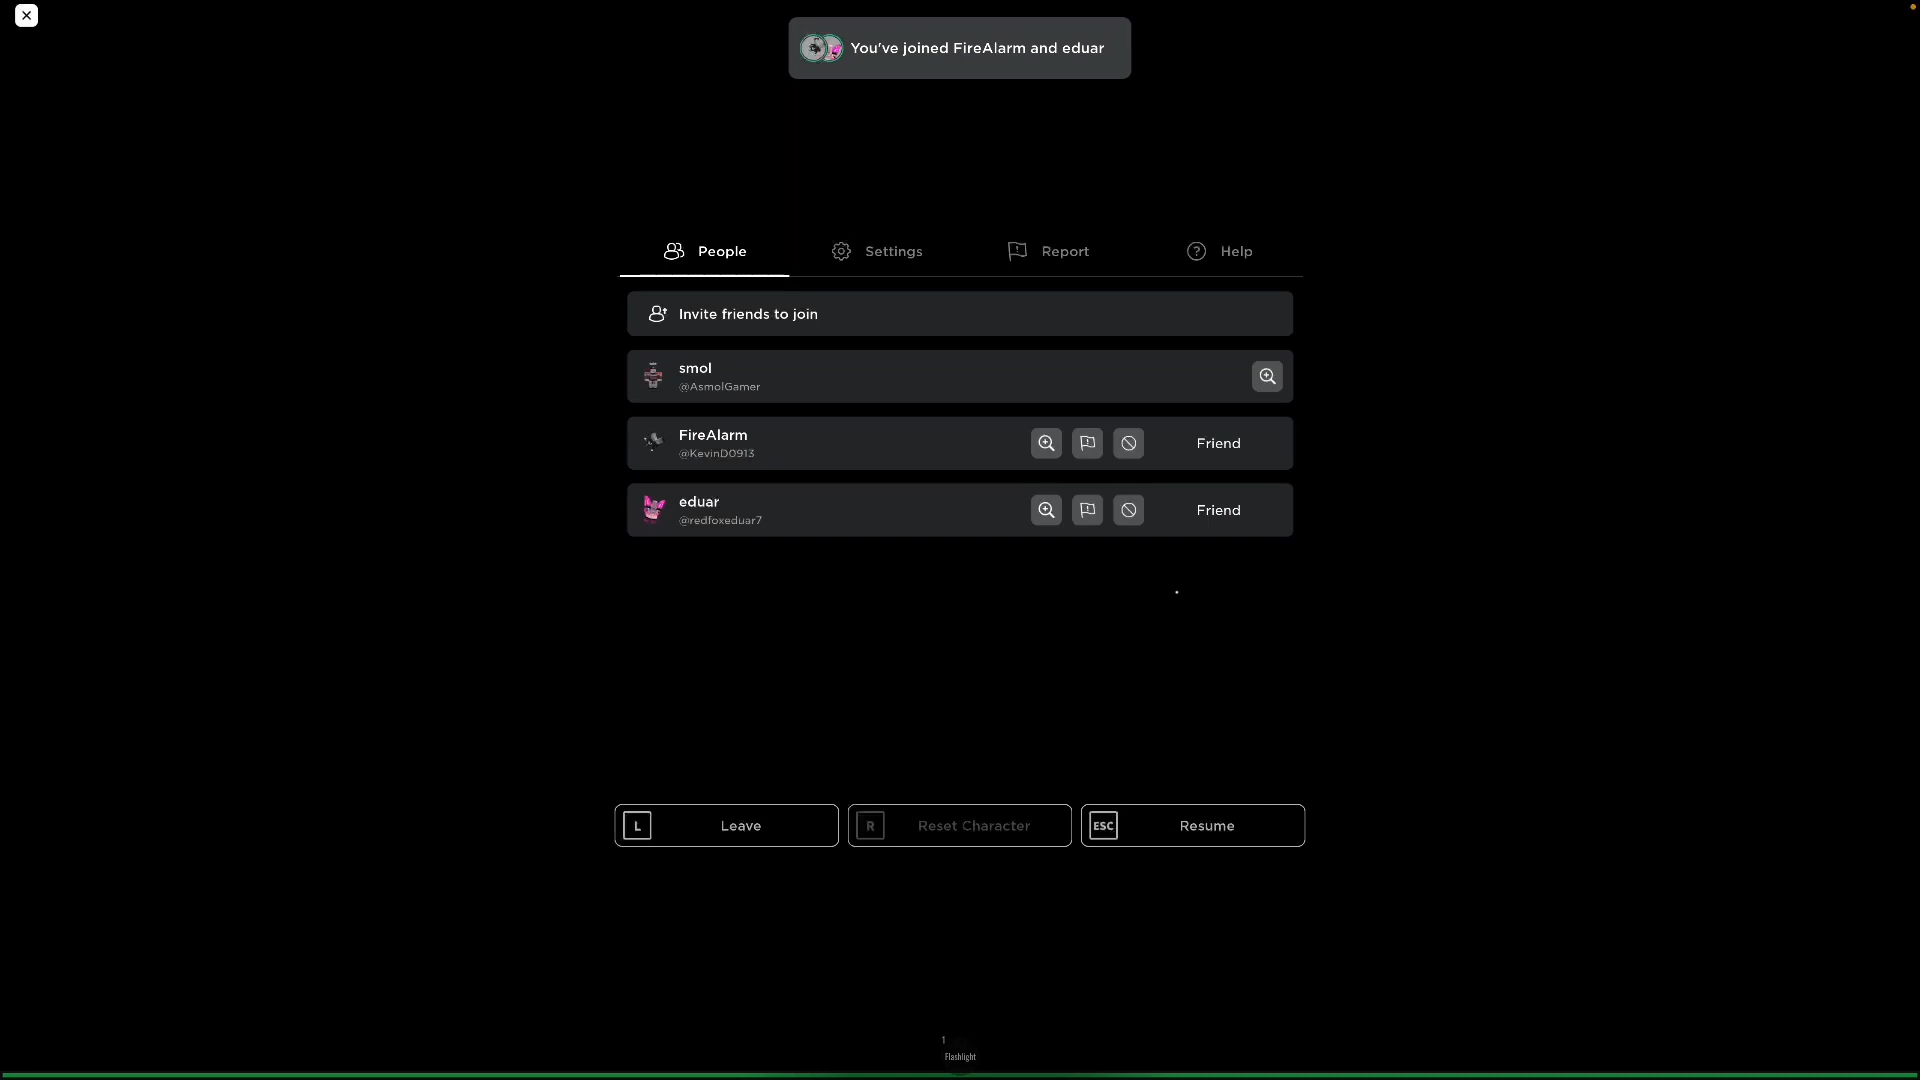 You've joined FireAlarm and eduar
People
Settings
Report
Help
Invite friends to join
smol
@AsmolGamer
FireAlarm
@KevinD0913
Friend
eduar
@redfoxeduar7
Friend
L Leave
R Reset Character
ESC Resume
1
Flashlight